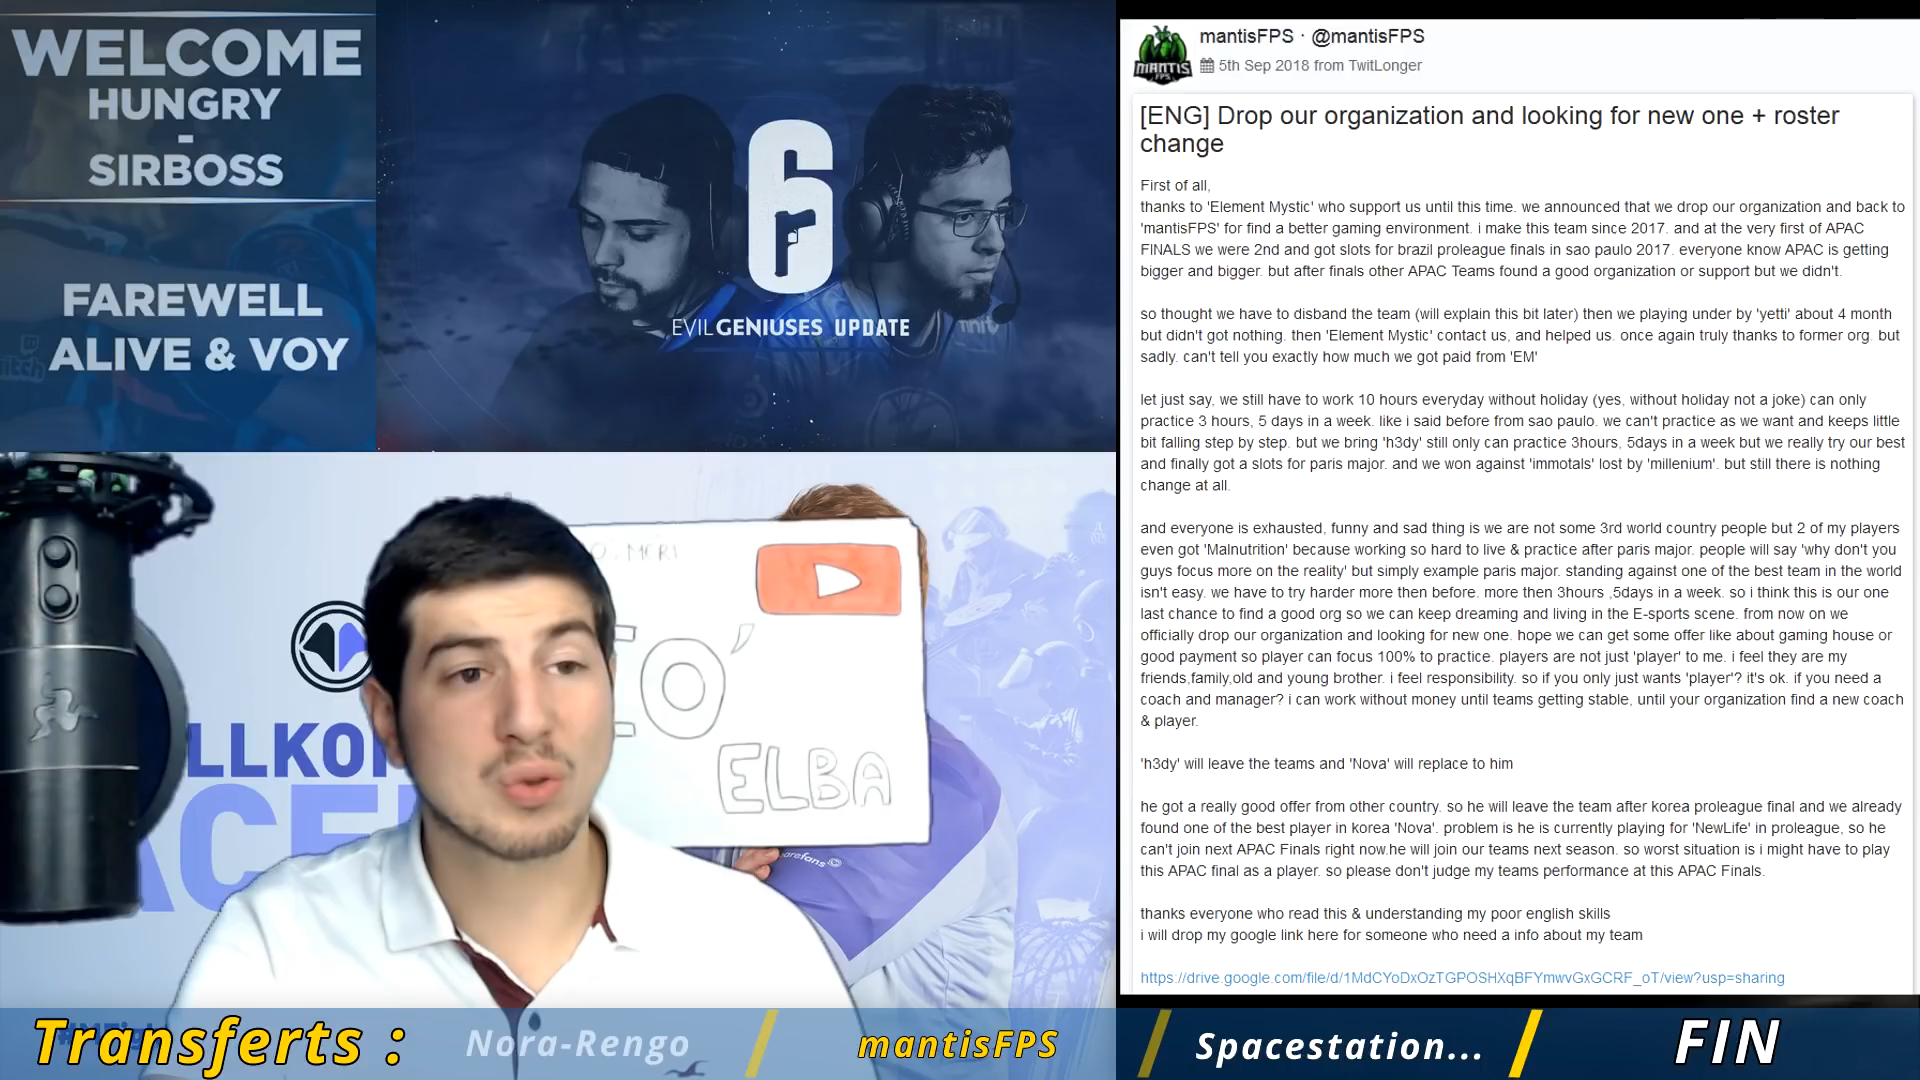 WELCOME
HUNGRY
-
SIRBOSS
FAREWELL
ALIVE & VOY
6
EVIL GENIUSES UPDATE
MANTIS
FPS
mantisFPS · @mantisFPS
5th Sep 2018 from TwitLonger
[ENG] Drop our organization and looking for new one + roster
change
First of all,
thanks to 'Element Mystic' who support us until this time. we announced that we drop our organization and back to
'mantisFPS' for find a better gaming environment. i make this team since 2017. and at the very first of APAC
FINALS we were 2nd and got slots for brazil proleague finals in sao paulo 2017. everyone know APAC is getting
bigger and bigger. but after finals other APAC Teams found a good organization or support but we didn't.
so thought we have to disband the team (will explain this bit later) then we playing under by 'yetti' about 4 month
but didn't got nothing. then 'Element Mystic' contact us, and helped us. once again truly thanks to former org. but
sadly. can't tell you exactly how much we got paid from 'EM'
let just say, we still have to work 10 hours everyday without holiday (yes, without holiday not a joke) can only
practice 3 hours, 5 days in a week. like i said before from sao paulo. we can't practice as we want and keeps little
bit falling step by step. but we bring 'h3dy' still only can practice 3hours, 5days in a week but we really try our best
and finally got a slots for paris major. and we won against 'immotals' lost by 'millenium'. but still there is nothing
change at all.
and everyone is exhausted, funny and sad thing is we are not some 3rd world country people but 2 of my players
even got 'Malnutrition' because working so hard to live & practice after paris major. people will say 'why don't you
guys focus more on the reality' but simply example paris major. standing against one of the best team in the world
isn't easy. we have to try harder more then before. more then 3hours ,5days in a week. so i think this is our one
last chance to find a good org so we can keep dreaming and living in the E-sports scene. from now on we
officially drop our organization and looking for new one. hope we can get some offer like about gaming house or
good payment so player can focus 100% to practice. players are not just 'player' to me. i feel they are my
friends,family,old and young brother. i feel responsibility. so if you only just wants 'player'? it's ok. if you need a
coach and manager? i can work without money until teams getting stable, until your organization find a new coach
& player.
'h3dy' will leave the teams and 'Nova' will replace to him
he got a really good offer from other country. so he will leave the team after korea proleague final and we already
found one of the best player in korea 'Nova'. problem is he is currently playing for 'NewLife' in proleague, so he
can't join next APAC Finals right now.he will join our teams next season. so worst situation is i might have to play
this APAC final as a player. so please don't judge my teams performance at this APAC Finals.
thanks everyone who read this & understanding my poor english skills
i will drop my google link here for someone who need a info about my team
https://drive.google.com/file/d/1MdCYoDxOzTGPOSHXqBFYmwvGxGCRF_oT/view?usp=sharing
ELBA
Transferts :
Nora-Rengo
mantisFPS
Spacestation...
FIN